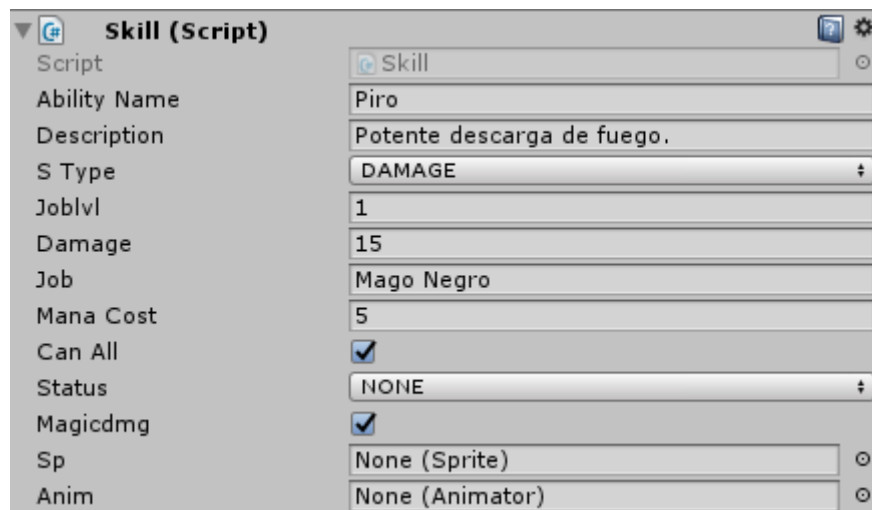 Skill (Script)
Script Skill
Ability Name Piro
Description Potente descarga de fuego.
S Type DAMAGE
Joblvl 1
Damage 15
Job Mago Negro
Mana Cost 5
Can All
Status NONE
Magicdmg
Sp None (Sprite)
Anim None (Animator)